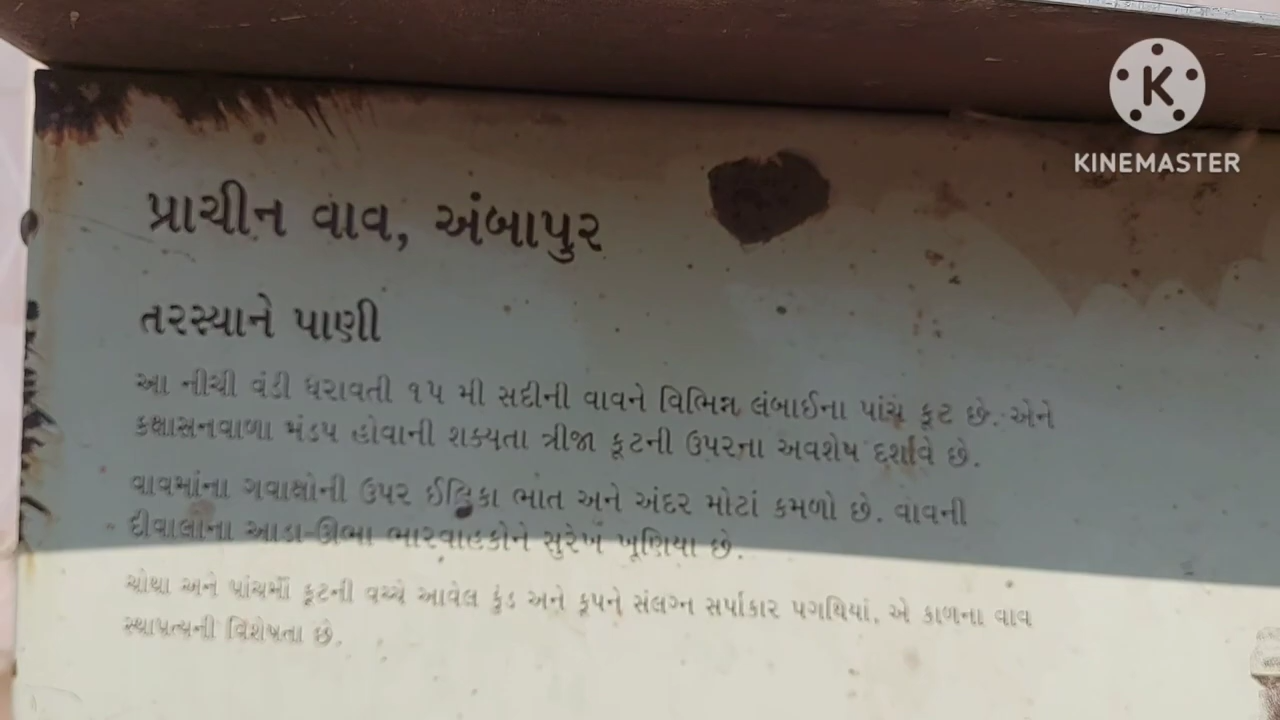 KINEMASTER
પ્રાચીન વાવ, અંબાપુર
તરસ્યાને પાણી
આ નીચી વંડી ધરાવતી ૧૫ મી સદીની વાવને વિભિન્ન લંબાઈના પાંચ કૂટ છે. એને
કક્ષાસનવાળા મંડપ હોવાની શક્યતા ત્રીજા કૂટની ઉપરના અવશેષ દર્શાવે છે.
વાવમાંના ગવાક્ષોની ઉપર ઈલિકા ભાત અને અંદર મોટાં કમળો છે. વાવની
દીવાલોના આડા-ઊભા ભારવાહકોને સુરેખ ખૂણિયા છે.
ચોથા અને પાંચમાં કૂટની વચ્ચે આવેલ કુંડ અને કૂપને સંલગ્ન સર્પાકાર પગથિયાં, એ કાળના વાવ
સ્થાપત્યની વિશેષતા છે.